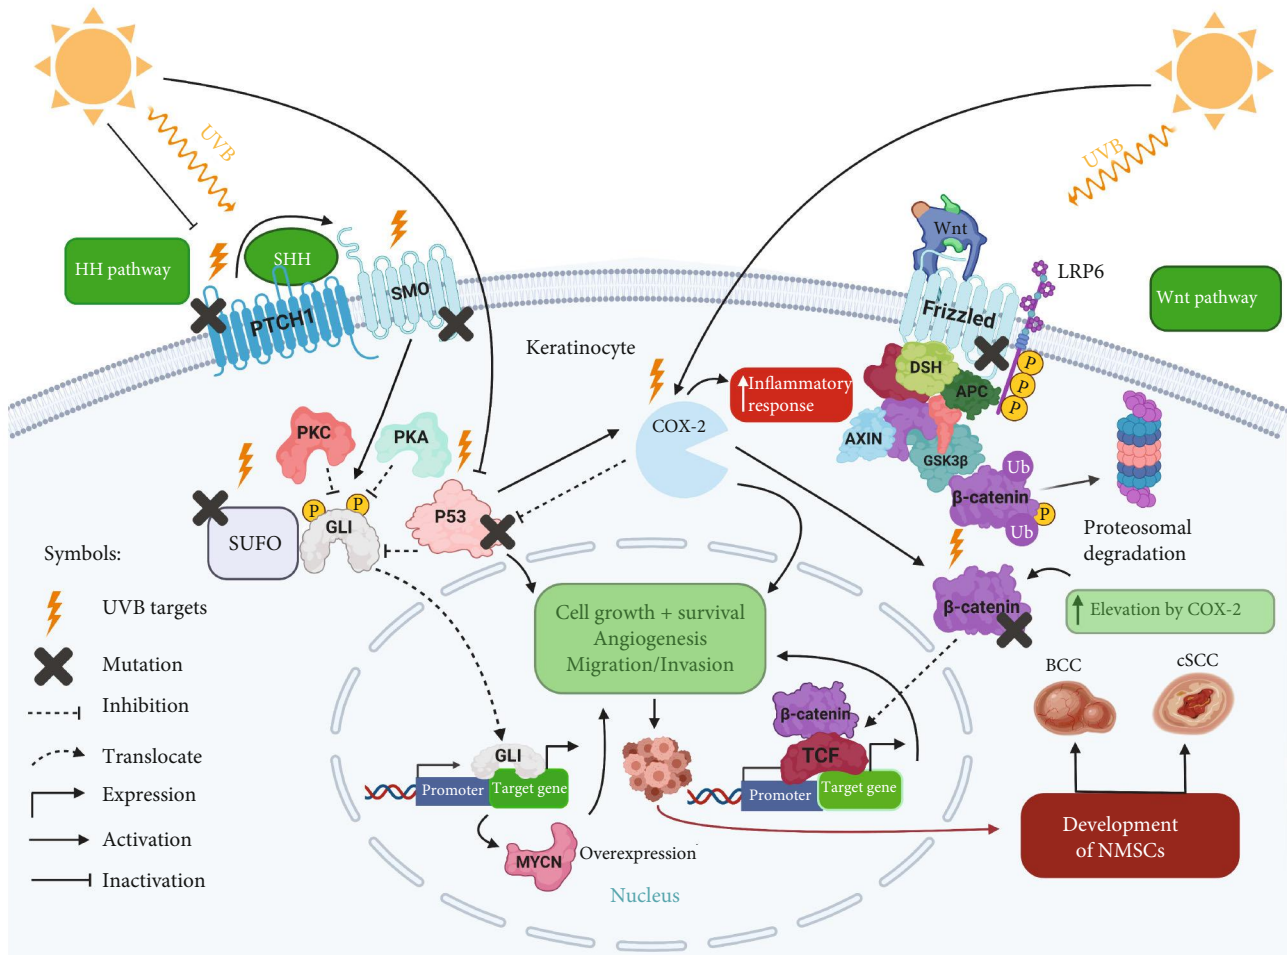 UVB
UVB
HH pathway
SHH
PTCH1
SMO
Wnt
Frizzled
LRP6
Wnt pathway
Keratinocyte
DSH
APC
AXIN
GSK3β
P
P
P
Inflammatory
response
COX-2
PKC
PKA
P
P
GLI
SUFO
P53
Ub
β-catenin
P
Ub
Proteosomal
degradation
β-catenin
Elevation by COX-2
Symbols:
UVB targets
Mutation
Inhibition
Translocate
Expression
Activation
Inactivation
Cell growth + survival
Angiogenesis
Migration/Invasion
GLI
Promoter
Target gene
MYCN
Overexpression
Nucleus
β-catenin
TCF
Promoter
Target gene
BCC
cSCC
Development
of NMSCs